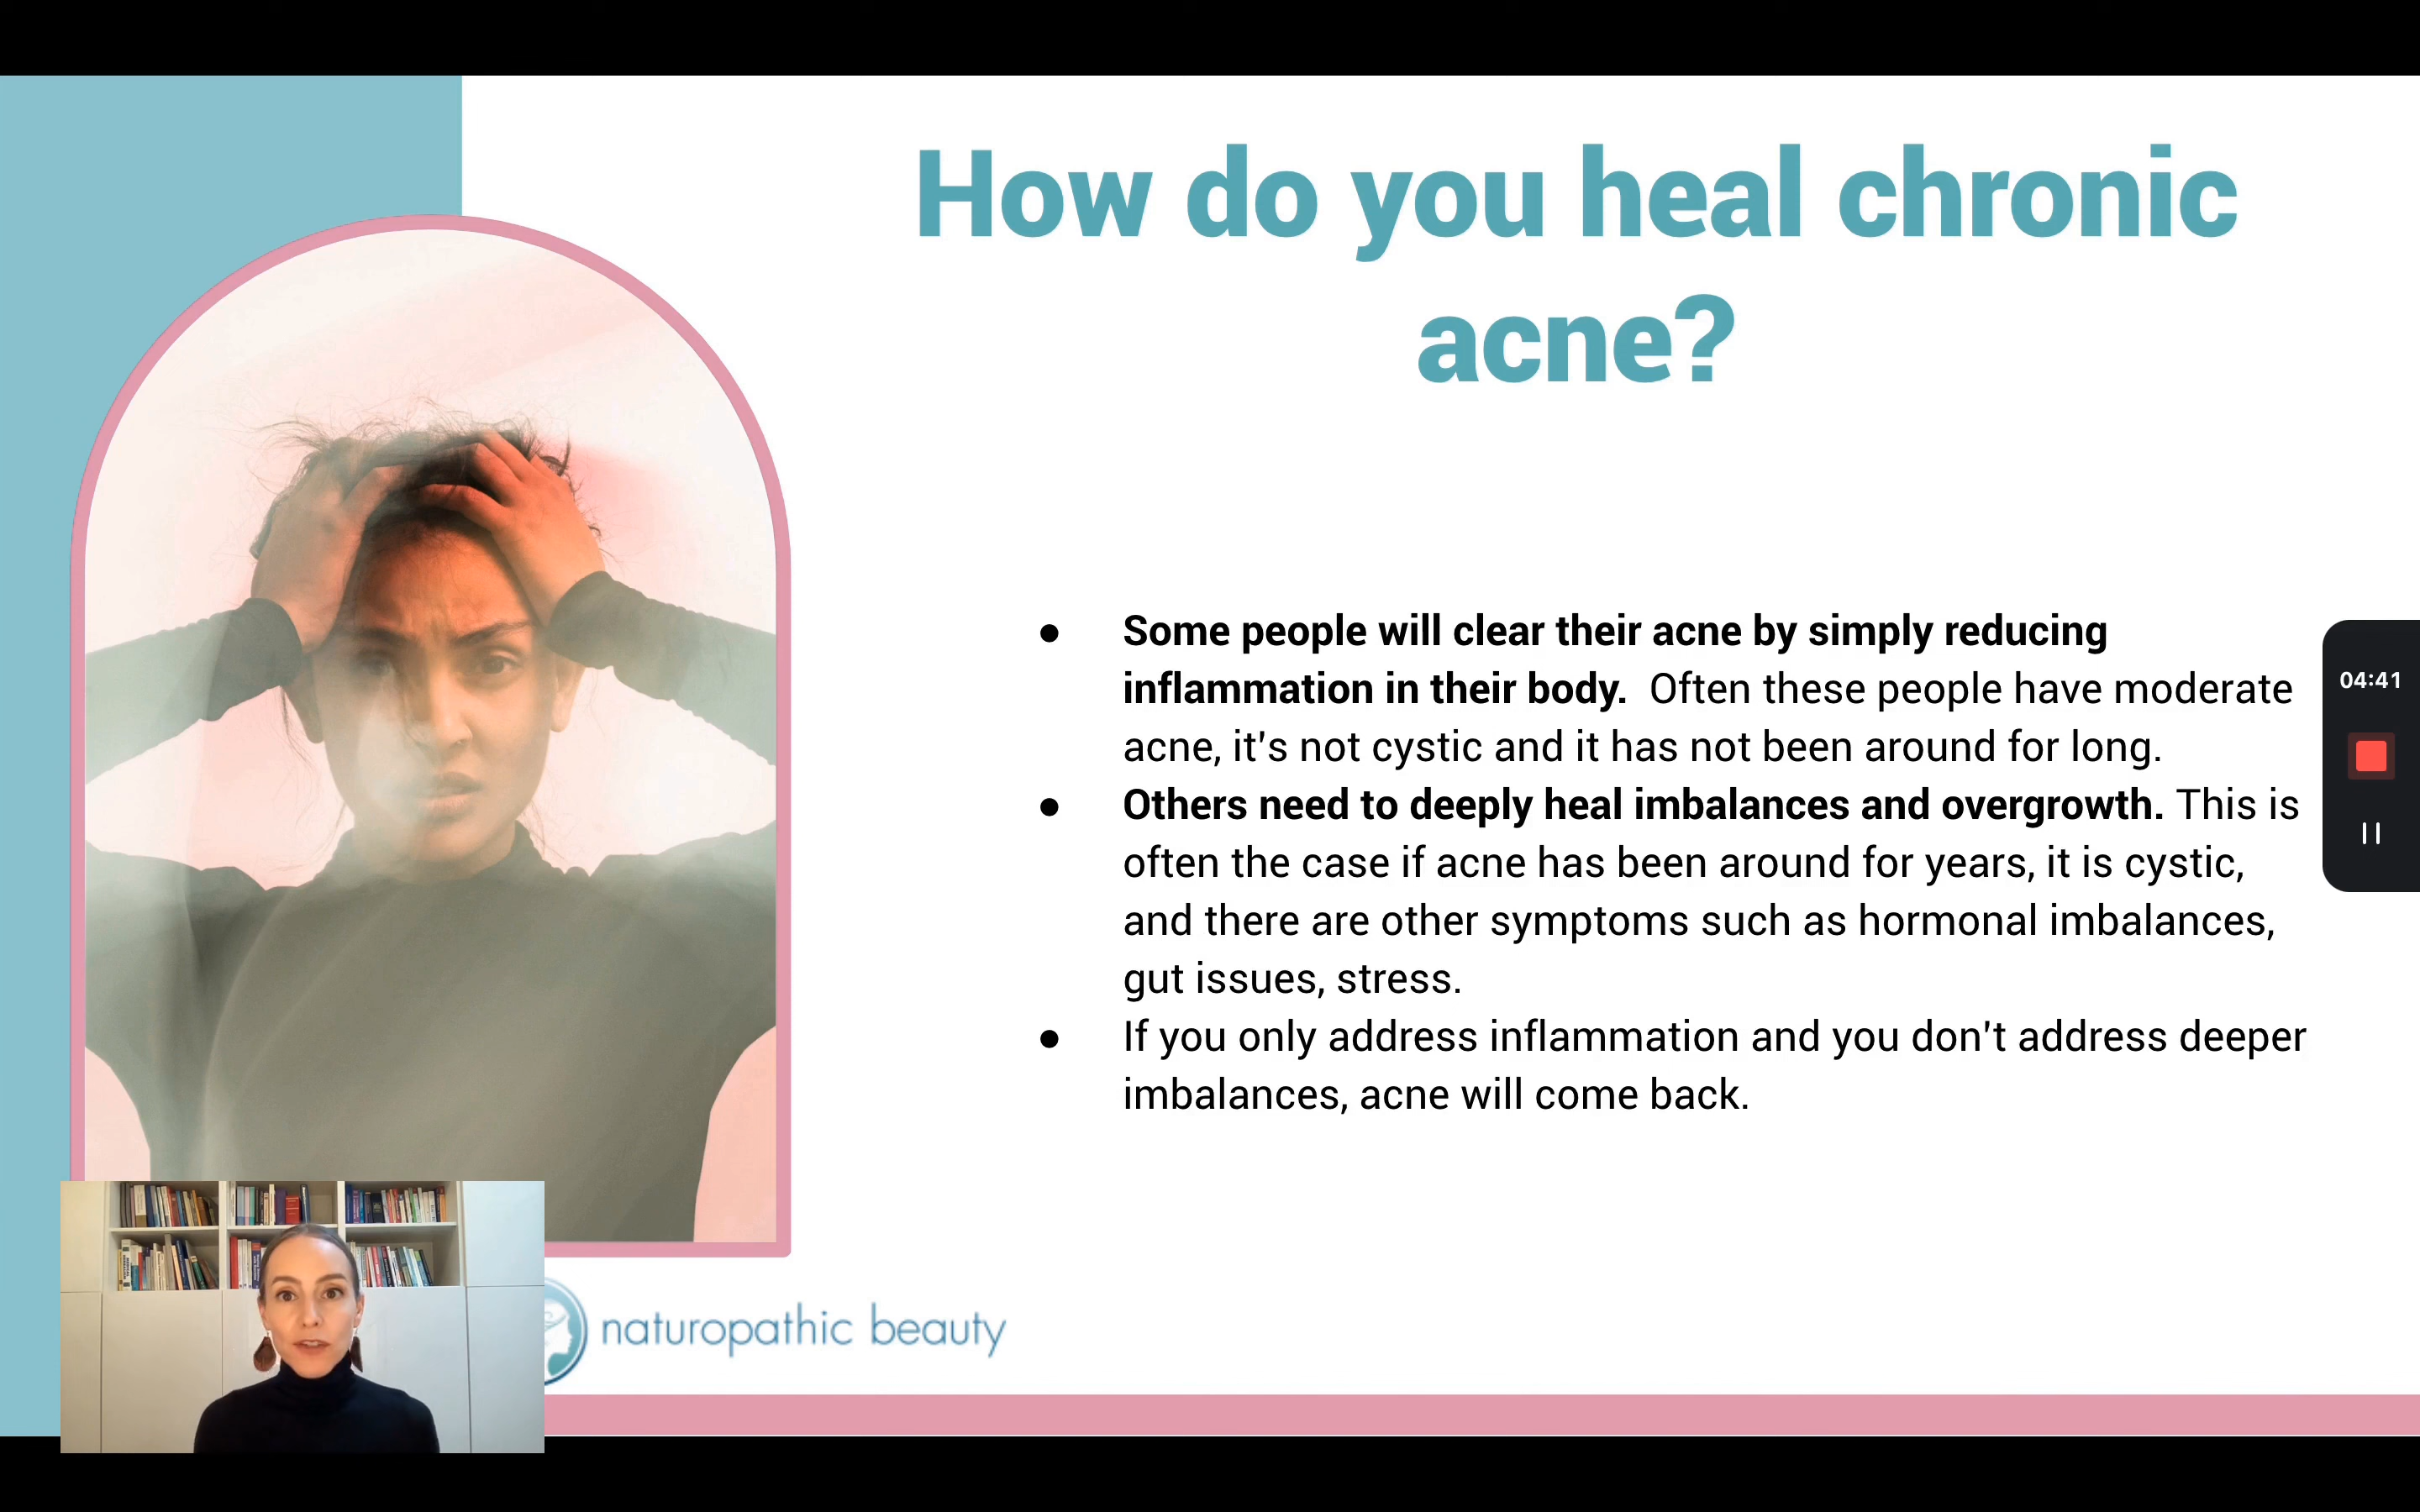 How do you heal chronic
acne?
● Some people will clear their acne by simply reducing
inflammation in their body.  Often these people have moderate
acne, it's not cystic and it has not been around for long.
● Others need to deeply heal imbalances and overgrowth. This is
often the case if acne has been around for years, it is cystic,
and there are other symptoms such as hormonal imbalances,
gut issues, stress.
● If you only address inflammation and you don't address deeper
imbalances, acne will come back.
04:41
naturopathic beauty